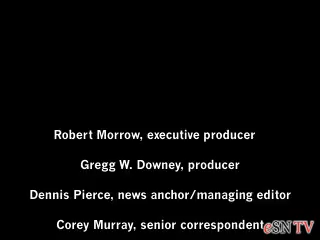 Robert Morrow, executive producer
Gregg W. Downey, producer
Dennis Pierce, news anchor/managing editor
Corey Murray, senior correspondent
eSN TV